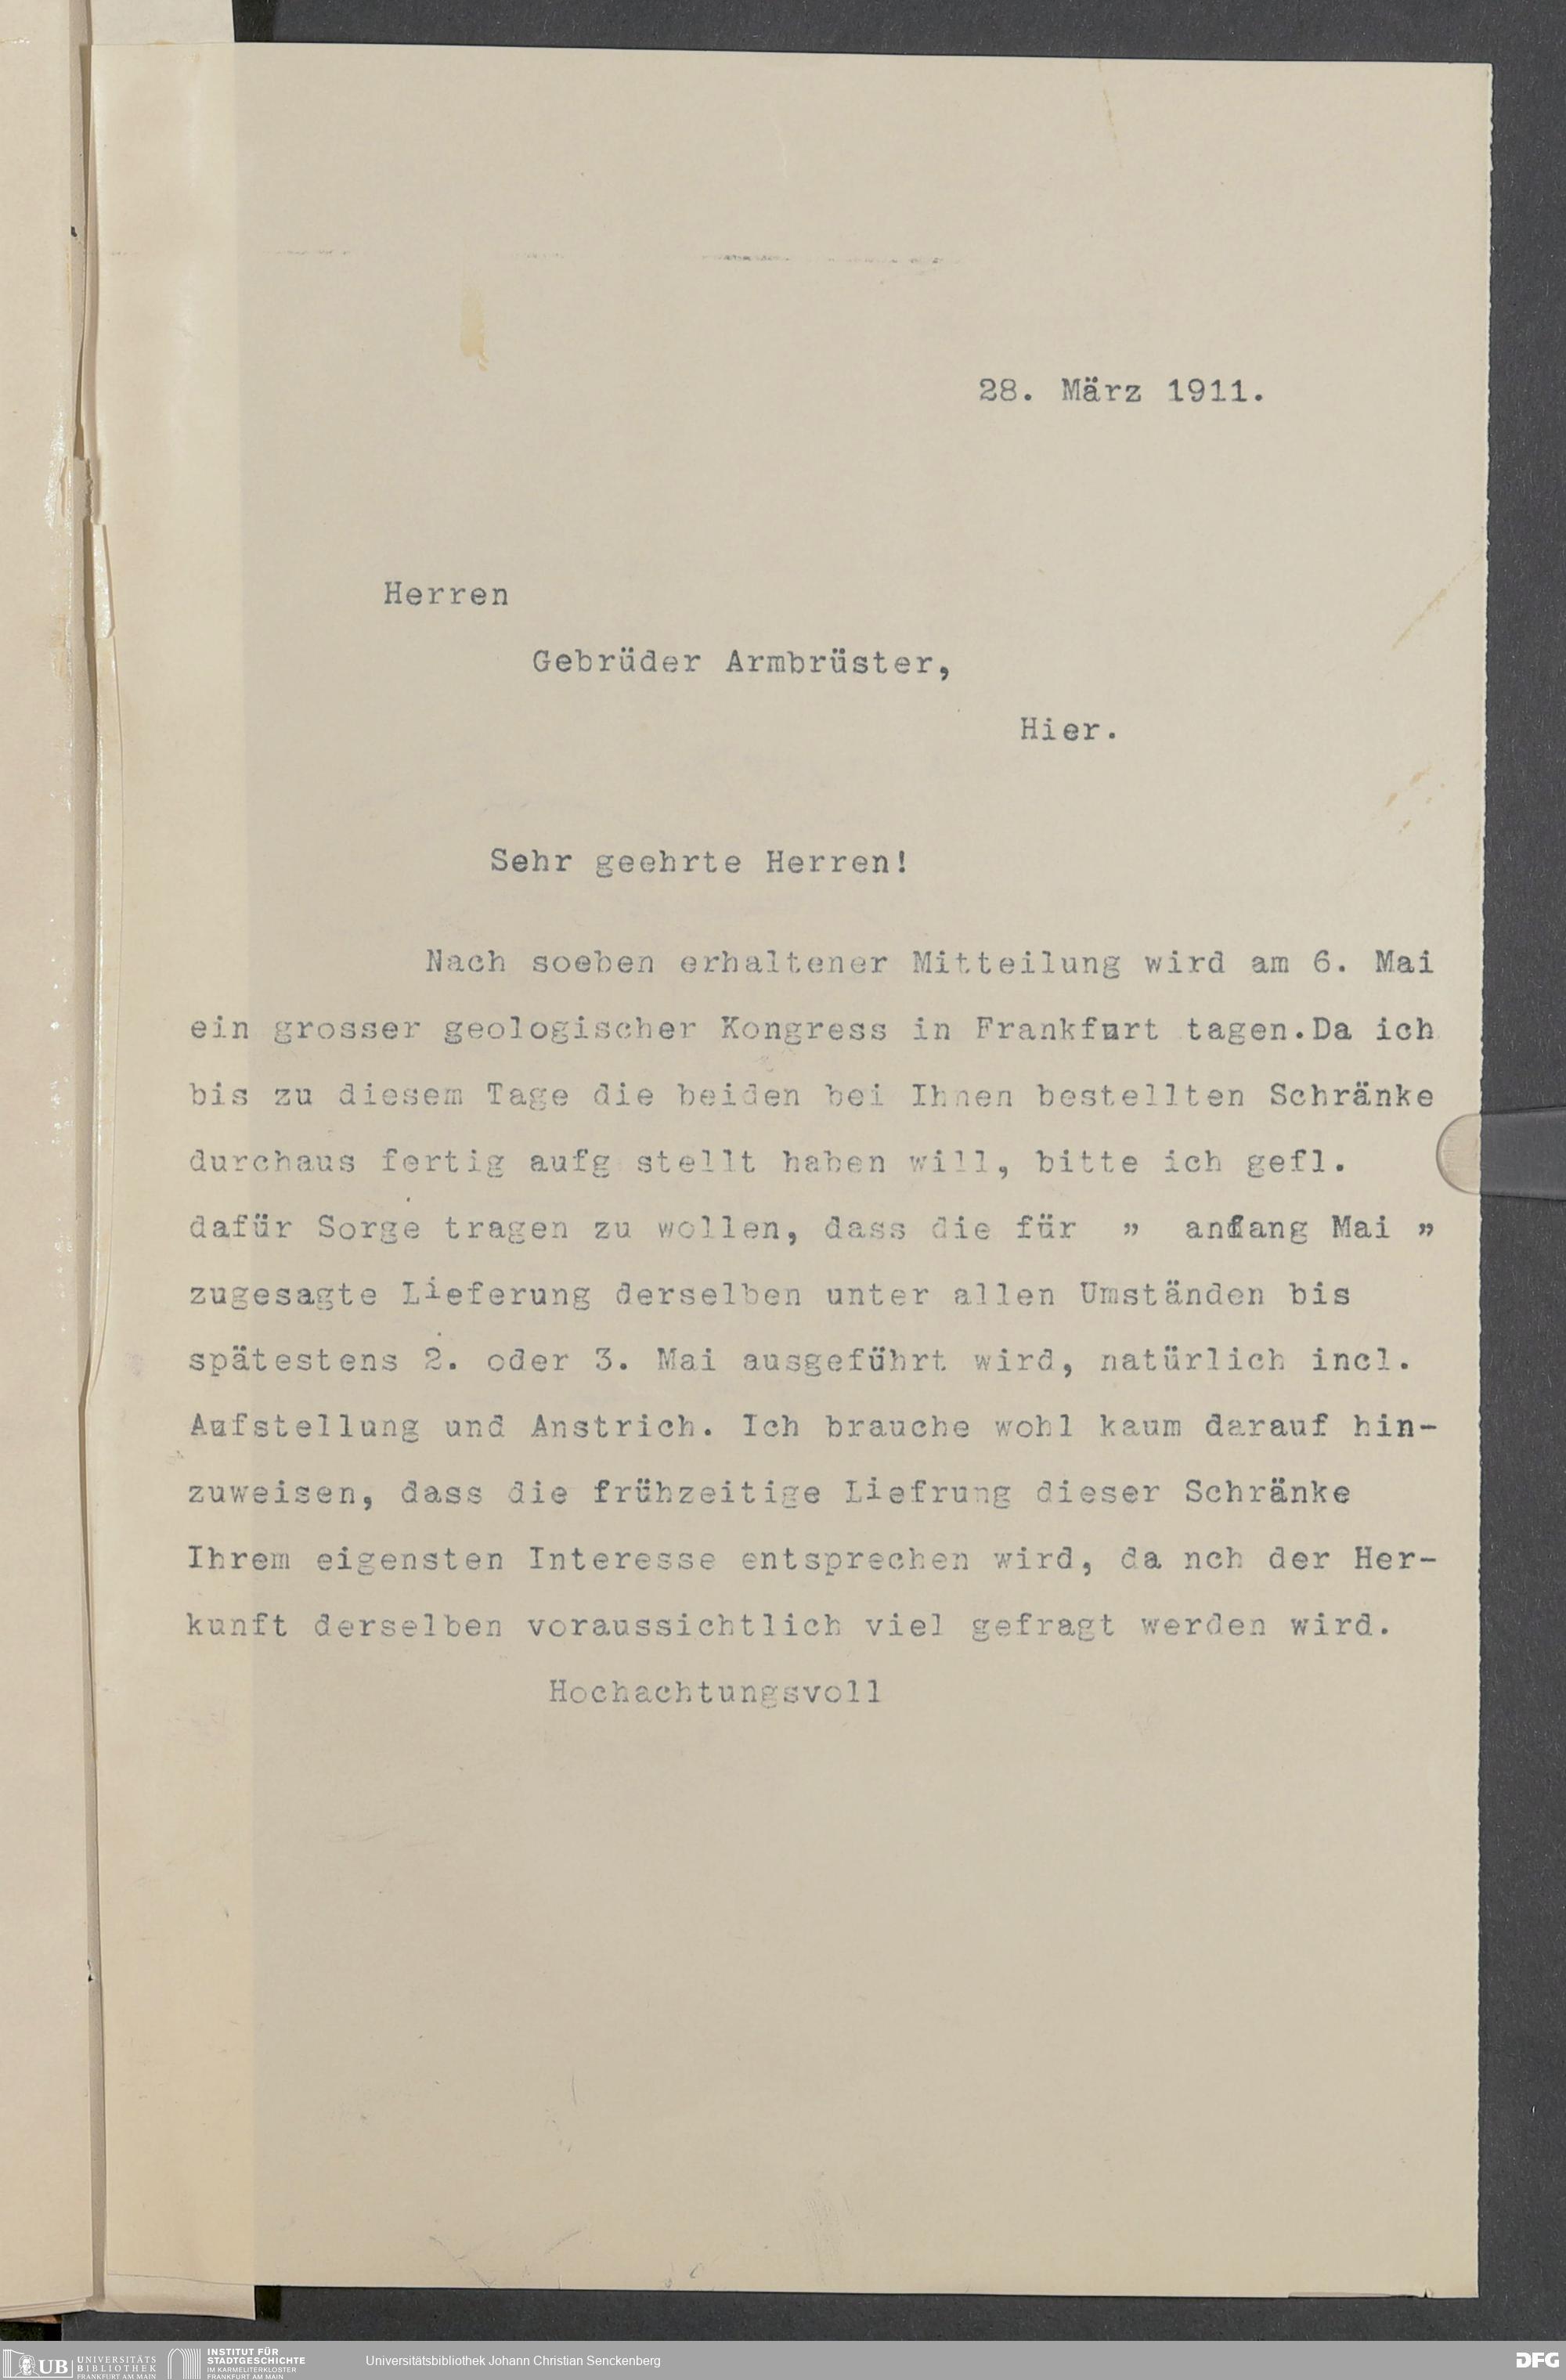 28. März 1911.
Herren
Gebrüder Armbrüster,
Hier.
Sehr geehrte Herren!
Nach soeben erhaltener Mitteilung wird am 6. Mai
ein grosser geologischer Kongress in Frankfurt tagen.Da ich
bis zu diesem Tage die beiden bei Ihnen bestellten Schränke
durchaus fertig aufg stellt haben will, bitte ich gefl.
dafür Sorge tragen zu wollen, dass die für " anfang Mai "
zugesagte Lieferung derselben unter allen Umständen bis
spätestens 2. oder 3. Mai ausgeführt wird, natürlich incl.
Aufstellung und Anstrich. Ich brauche wohl kaum darauf hin-
zuweisen, dass die frühzeitige Liefrung dieser Schränke
Ihrem eigensten Interesse entsprechen wird, da nch der Her-
kunft derselben voraussichtlich viel gefragt werden wird.
Hochachtungsvoll
UB UNIVERSITÄTS
BIBLIOTHEK
FRANKFURT AM MAIN
INSTITUT FÜR
STADTGESCHICHTE
IM KARMELITERKLOSTER
FRANKFURT AM MAIN
Universitätsbibliothek Johann Christian Senckenberg
DFG